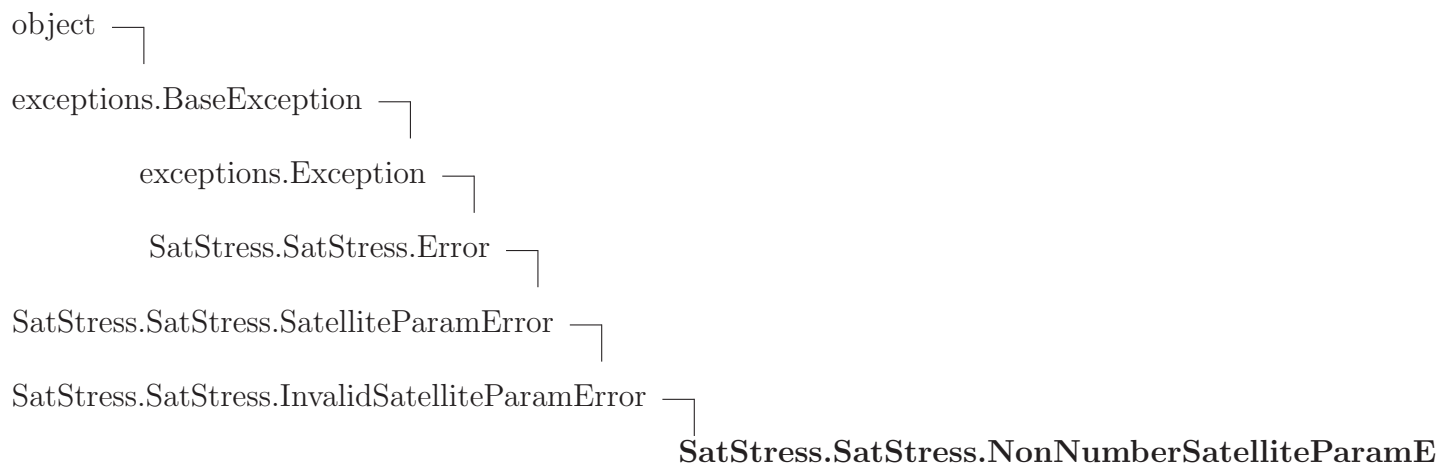 object
exceptions.BaseException
exceptions.Exception
SatStress.SatStress.Error
SatStress.SatStress.SatelliteParamError
SatStress.SatStress.InvalidSatelliteParamError
SatStress.SatStress.NonNumberSatelliteParamE